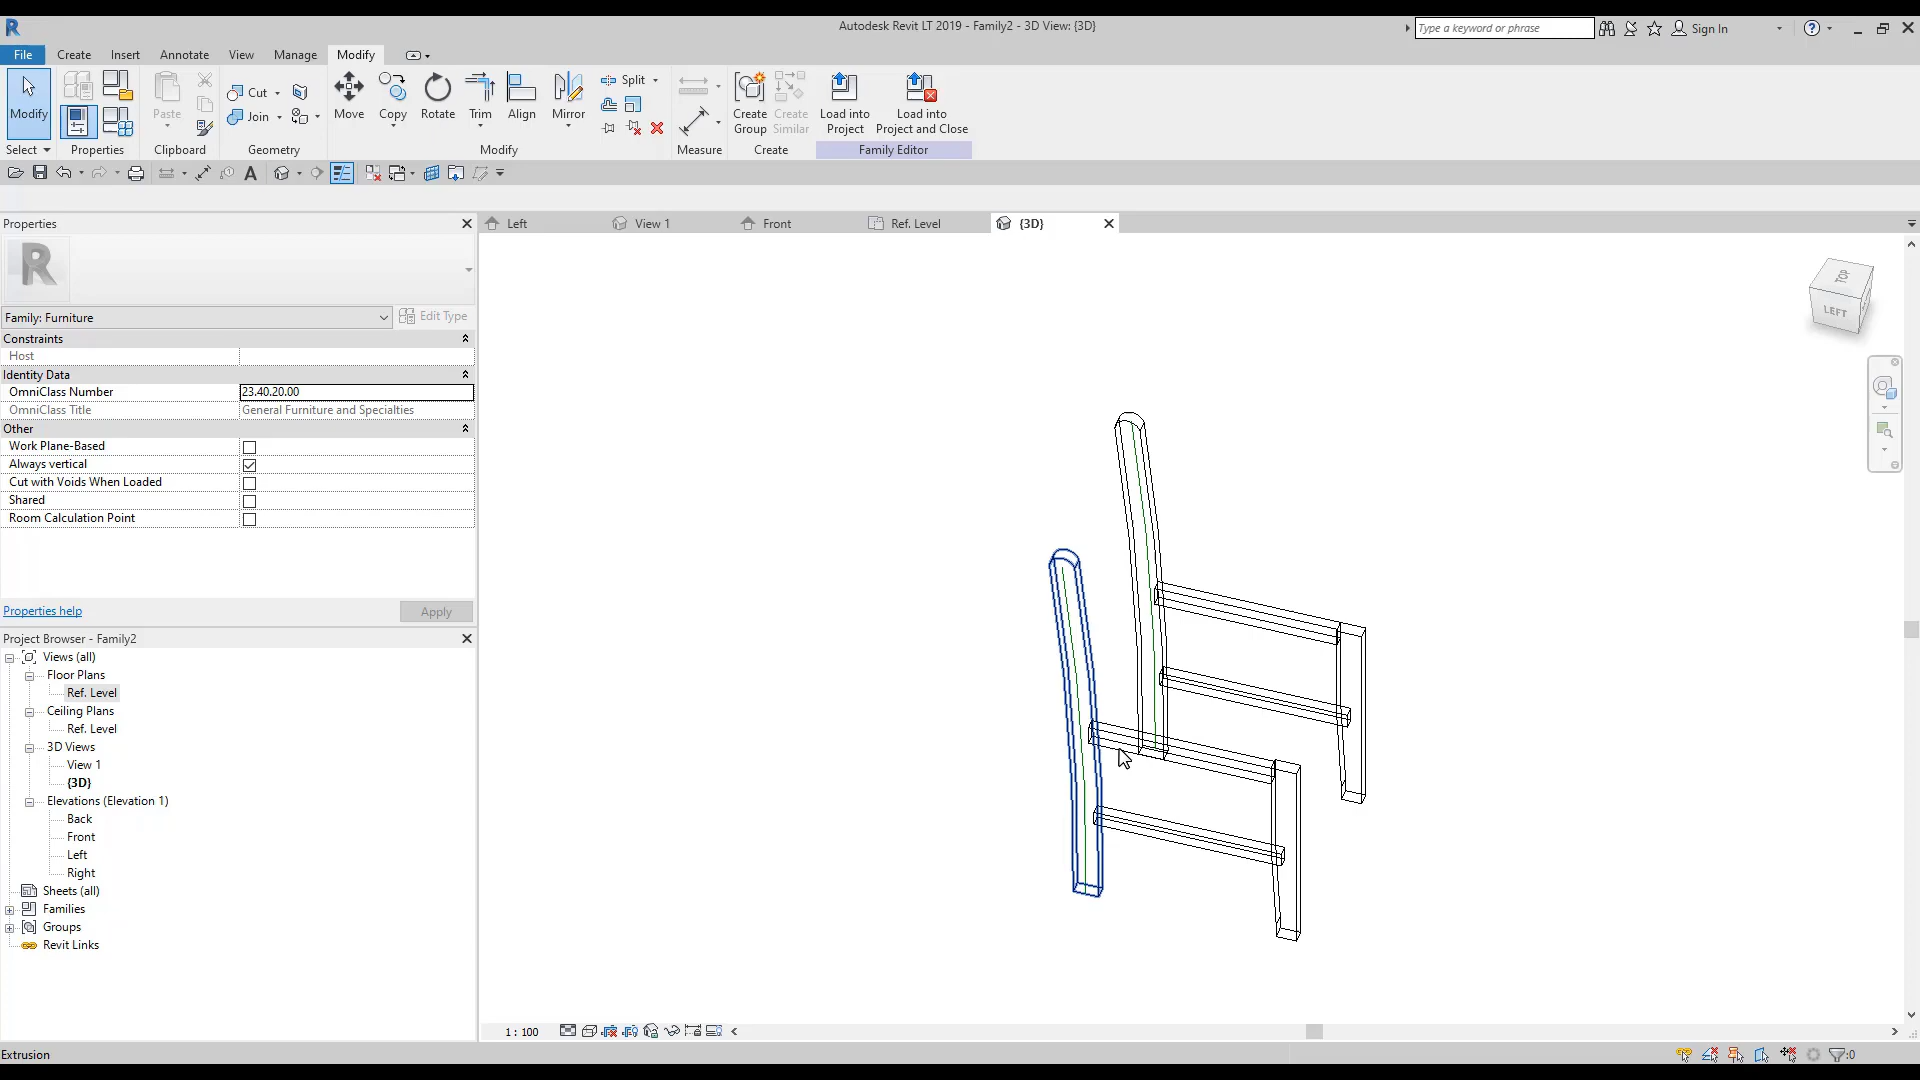 Autodesk Revit LT 2019 - Family2 - 3D View: {3D}
Type a keyword or phrase
Sign In
File
Create
Insert
Annotate
View
Manage
Modify
Modify
Paste
Cut
Join
Move
Copy
Rotate
Trim
Align
Mirror
Split
Create
Group
Create
Similar
Load into
Project
Load into
Project and Close
Select
Properties
Clipboard
Geometry
Modify
Measure
Create
Family Editor
Properties
Left
View 1
Front
Ref. Level
{3D}
Family: Furniture
Edit Type
Constraints
Host
Identity Data
OmniClass Number
23.40.20.00
OmniClass Title
General Furniture and Specialties
Other
Work Plane-Based
Always vertical
Cut with Voids When Loaded
Shared
Room Calculation Point
Properties help
Apply
Project Browser - Family2
Views (all)
Floor Plans
Ref. Level
Ceiling Plans
Ref. Level
3D Views
View 1
{3D}
Elevations (Elevation 1)
Back
Front
Left
Right
Sheets (all)
Families
Groups
Revit Links
TOP
LEFT
1 : 100
Extrusion
:0